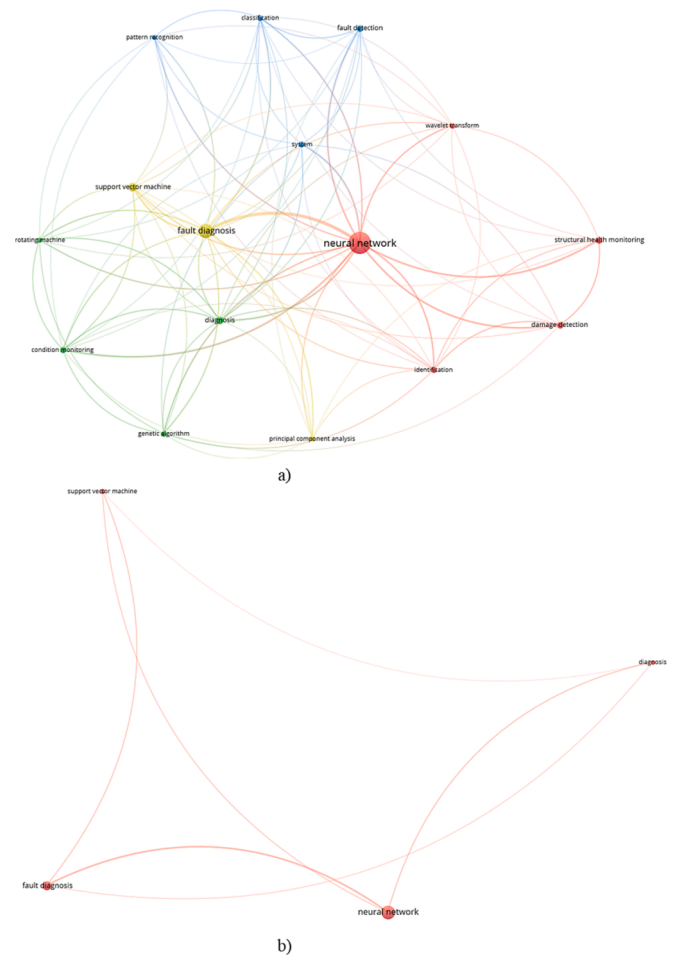 classification
fault detection
pattern recognition
wavelet transform
system
support vector machine
fault diagnosis
rotating machine
neural network
structural health monitoring
diagnosis
damage detection
condition monitoring
identification
genetic algorithm
principal component analysis
a)
support vector machine
diagnosis
fault diagnosis
neural network
b)